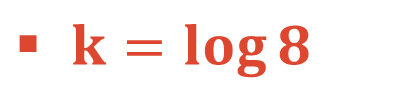 ▪ k = log 8